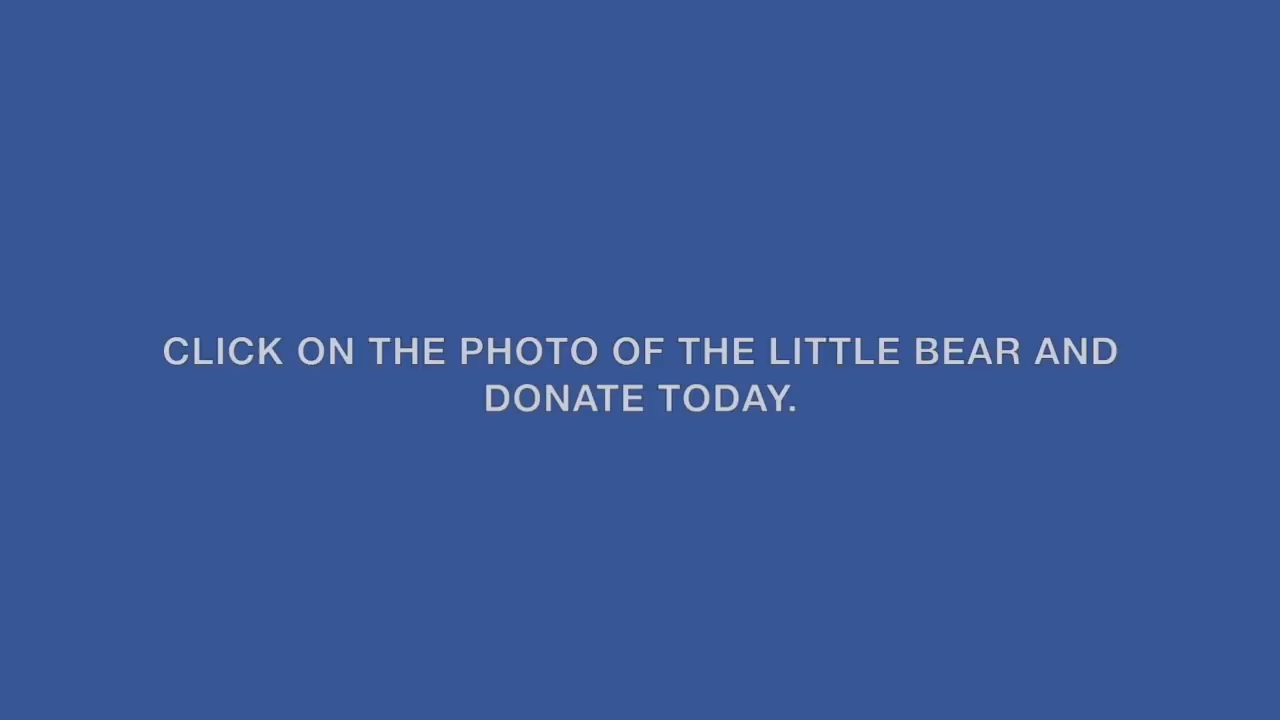 CLICK ON THE PHOTO OF THE LITTLE BEAR AND
DONATE TODAY.